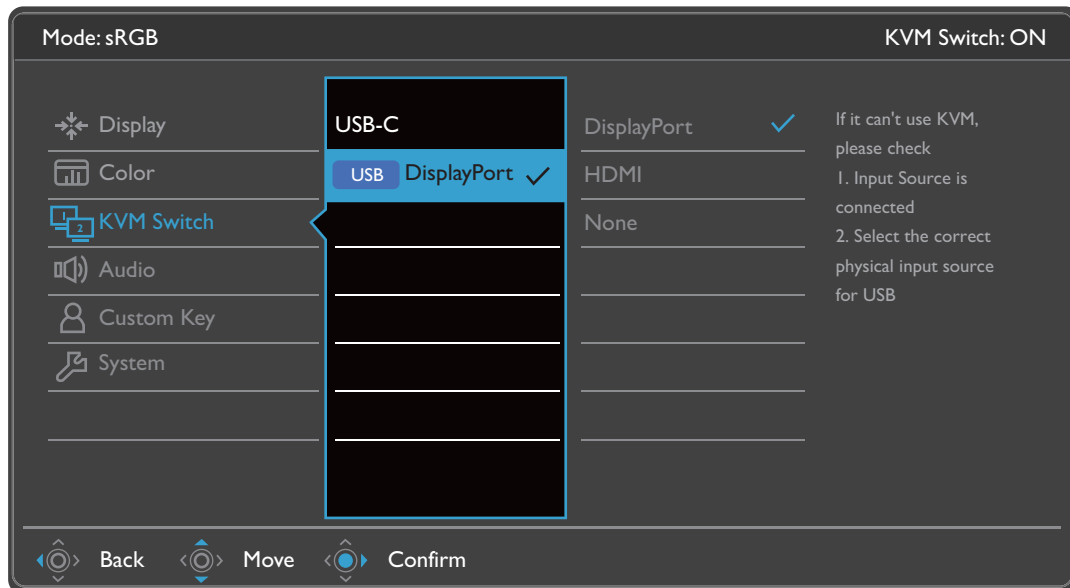 Mode: sRGB
KVM Switch: ON
Display
Color
1
2
KVM Switch
Audio
Custom Key
System
USB-C
USB DisplayPort
DisplayPort
HDMI
None
If it can't use KVM,
please check
1. Input Source is
connected
2. Select the correct
physical input source
for USB
Back
Move
Confirm